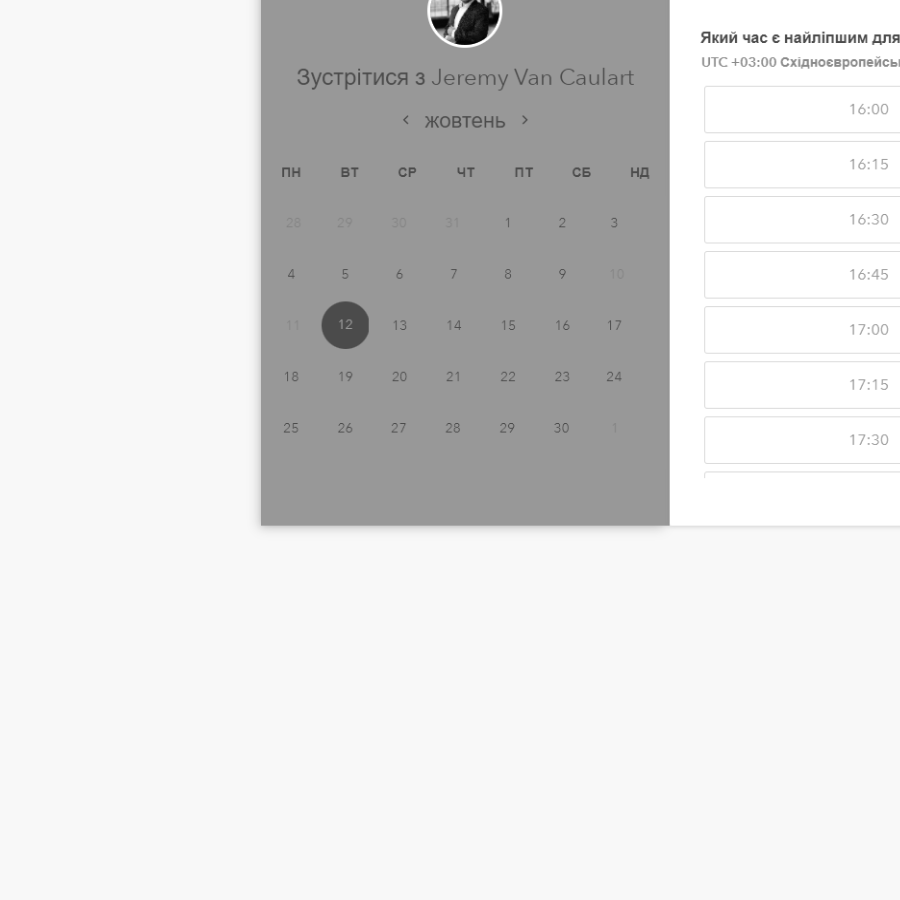 Зустрітися з Jeremy Van Caulart
жовтень
ПН ВТ СР ЧТ ПТ СБ НД
28 29 30 31 1 2 3
4 5 6 7 8 9 10
11 12 13 14 15 16 17
18 19 20 21 22 23 24
25 26 27 28 29 30 1
Який час є найліпшим для
UTC +03:00 Східноєвропейсь
16:00
16:15
16:30
16:45
17:00
17:15
17:30